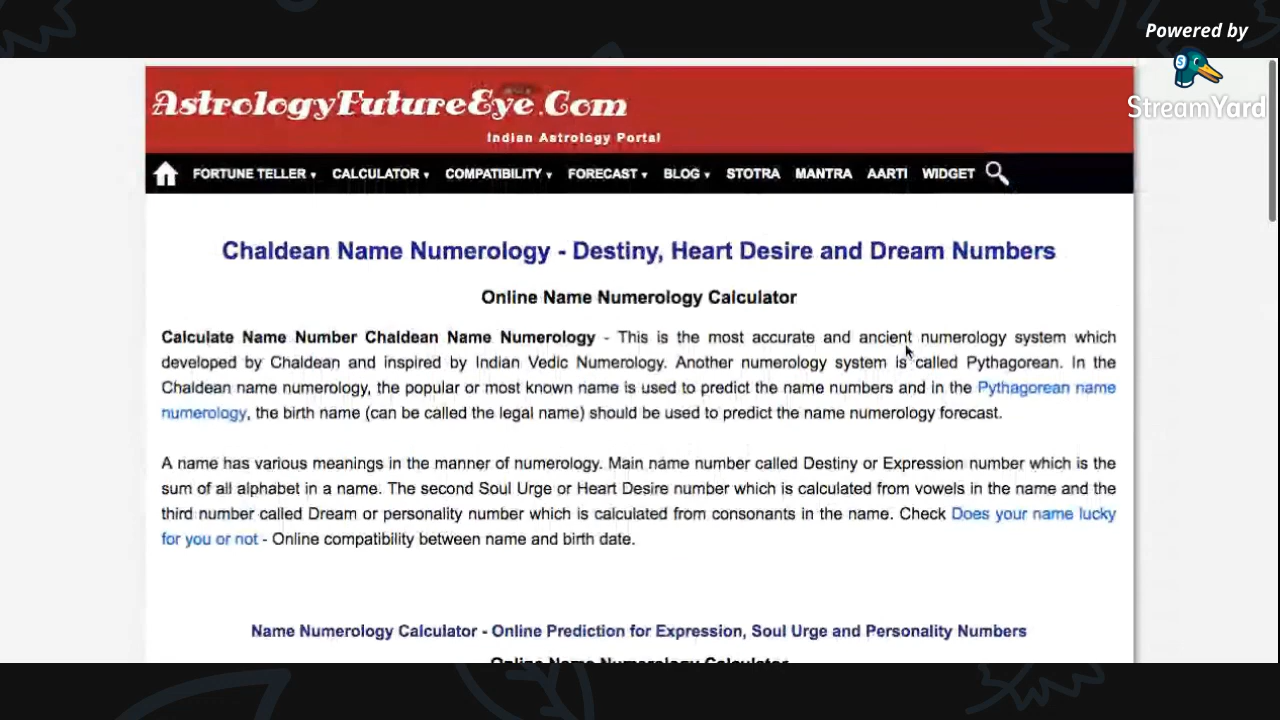 Powered by
StreamYard
AstrologyFutureEye.Com
Indian Astrology Portal
FORTUNE TELLER CALCULATOR COMPATIBILITY FORECAST BLOG STOTRA MANTRA AARTI WIDGET
Chaldean Name Numerology - Destiny, Heart Desire and Dream Numbers
Online Name Numerology Calculator
Calculate Name Number Chaldean Name Numerology - This is the most accurate and ancient numerology system which
developed by Chaldean and inspired by Indian Vedic Numerology. Another numerology system is called Pythagorean. In the
Chaldean name numerology, the popular or most known name is used to predict the name numbers and in the Pythagorean name
numerology, the birth name (can be called the legal name) should be used to predict the name numerology forecast.
A name has various meanings in the manner of numerology. Main name number called Destiny or Expression number which is the
sum of all alphabet in a name. The second Soul Urge or Heart Desire number which is calculated from vowels in the name and the
third number called Dream or personality number which is calculated from consonants in the name. Check Does your name lucky
for you or not - Online compatibility between name and birth date.
Name Numerology Calculator - Online Prediction for Expression, Soul Urge and Personality Numbers
Online Name Numerology Calculator